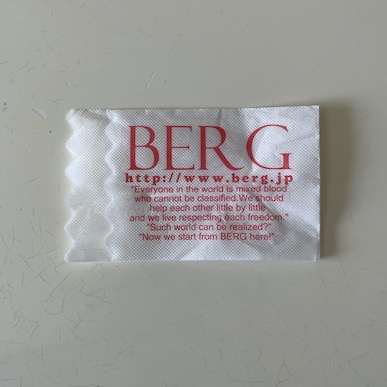 BERG
http://www.berg.jp
"Everyone in the world is mixed blood
who cannot be classified.We should
help each other little by little
and we live respecting each freedom."
"Such world can be realized?"
"Now we start from BERG here!"